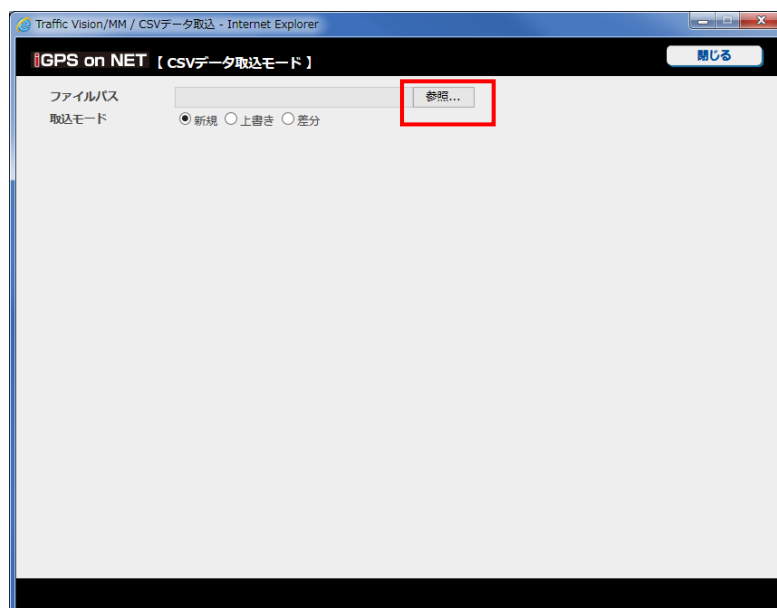 Traffic Vision/MM / CSVデータ取込 - Internet Explorer
iGPS on NET 【 CSVデータ取込モード 】 閉じる
ファイルパス 参照...
取込モード 新規 上書き 差分